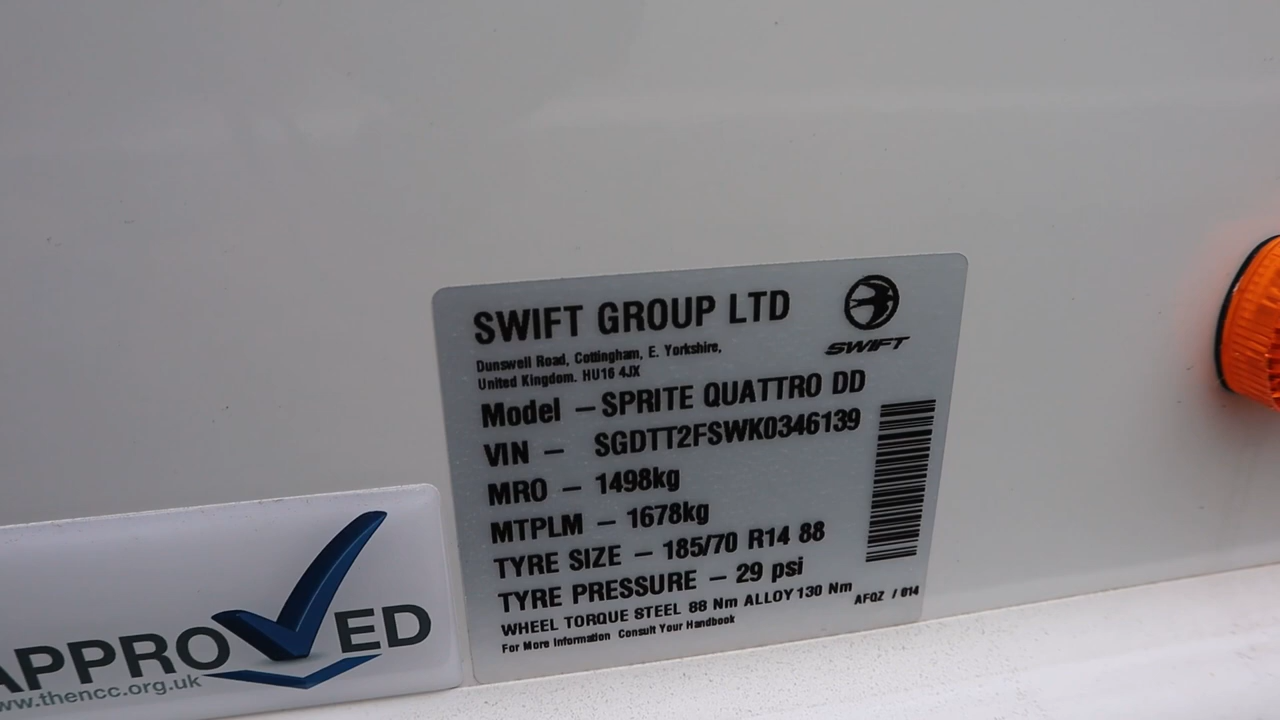 SWIFT GROUP LTD
SWIFT
Dunswell Road, Cottingham, E. Yorkshire,
United Kingdom. HU16 4JX
Model – SPRITE QUATTRO DD
VIN – SGDTT2FSWK0346139
MRO – 1498kg
MTPLM – 1678kg
TYRE SIZE – 185/70 R14 88
TYRE PRESSURE – 29 psi
WHEEL TORQUE STEEL 88 Nm ALLOY 130 Nm
AFQZ / 014
For More Information Consult Your Handbook
APPROVED
www.thencc.org.uk